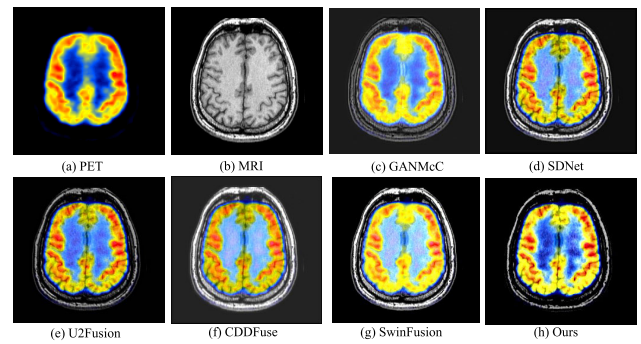 (a) PET
(b) MRI
(c) GANMcC
(d) SDNet
(e) U2Fusion
(f) CDDFuse
(g) SwinFusion
(h) Ours